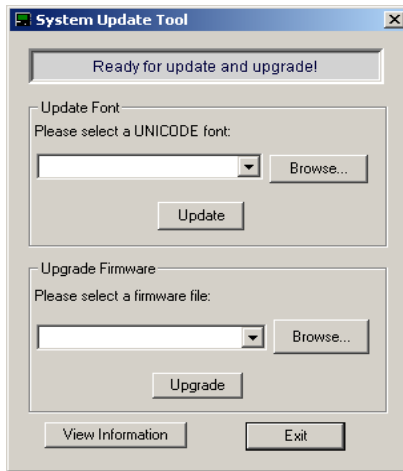 System Update Tool
Ready for update and upgrade!
Update Font
Please select a UNICODE font:
Browse...
Update
Upgrade Firmware
Please select a firmware file:
Browse...
Upgrade
View Information Exit